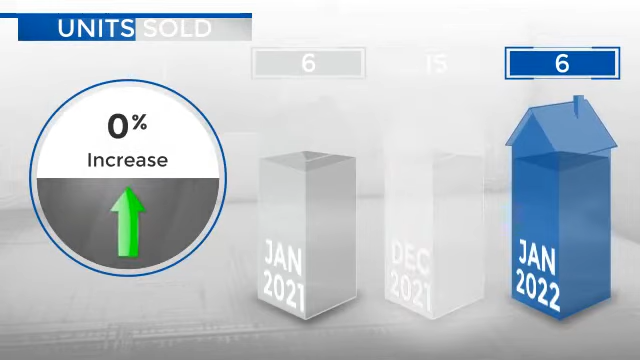 UNITS SOLD
6
15
6
0%
Increase
JAN
2021
DEC
2021
JAN
2022